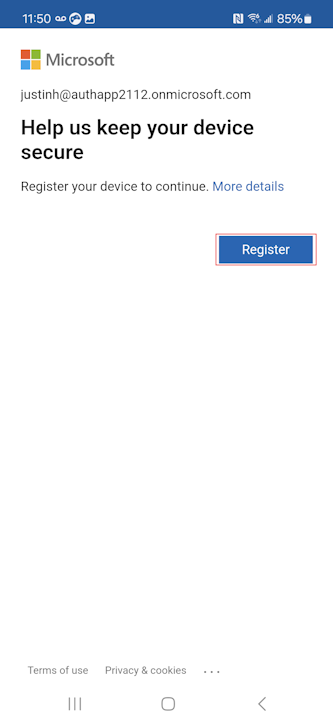 11:50 85%
Microsoft
justinh@authapp2112.onmicrosoft.com
Help us keep your device
secure
Register your device to continue. More details
Register
Terms of use Privacy & cookies ...